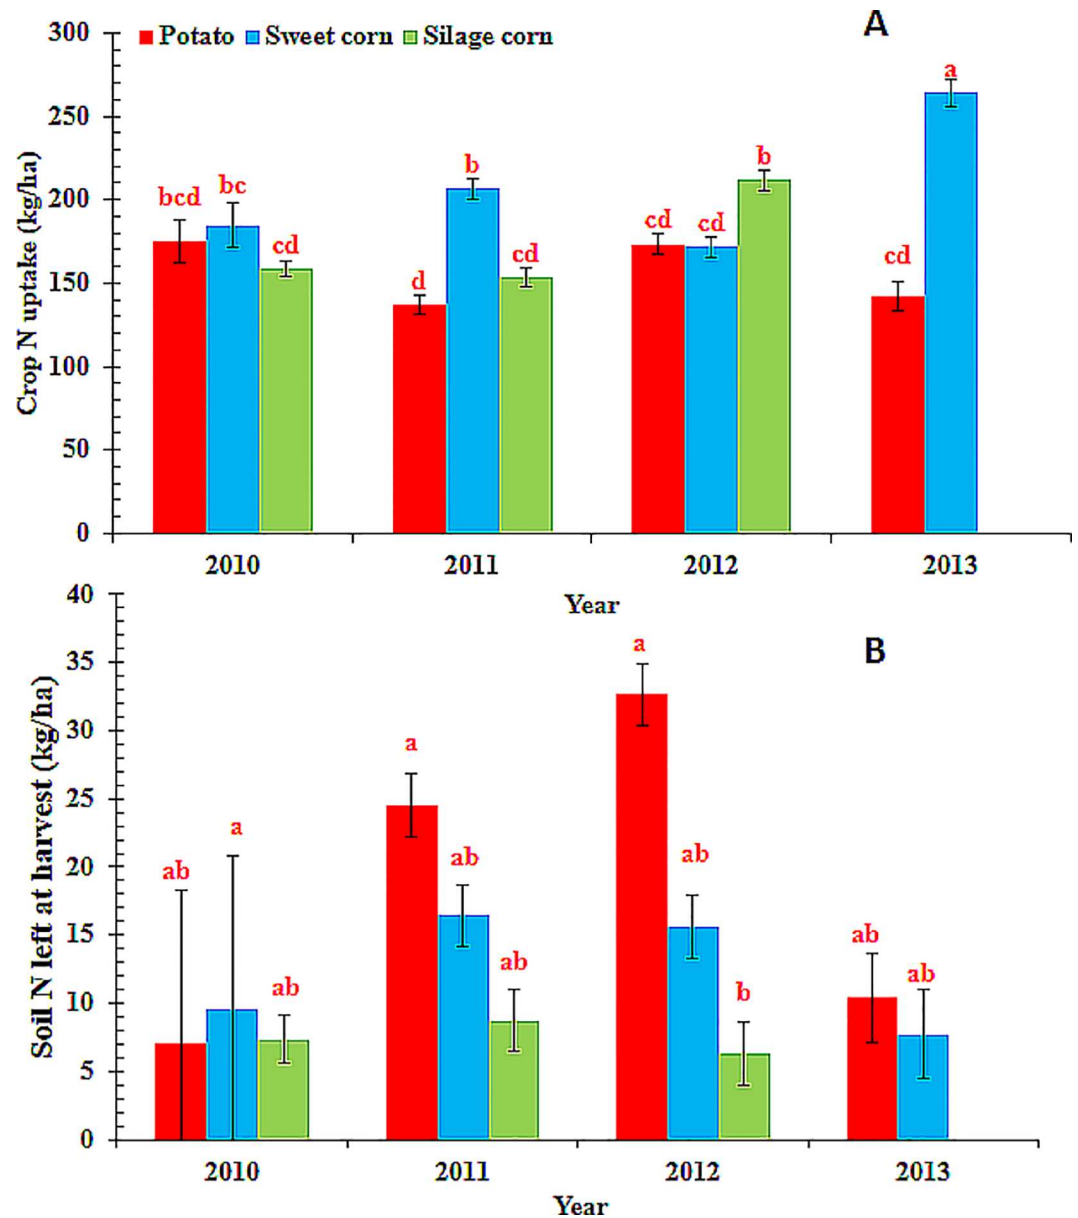 A
Potato Sweet corn Silage corn
Crop N uptake (kg/ha)
300
250
200
150
100
50
0
bcd bc cd
d b cd
cd cd b
cd a
2010 2011 2012 2013
Year
B
Soil N left at harvest (kg/ha)
40
35
30
25
20
15
10
5
0
ab a ab
a ab ab
a ab b
ab ab
2010 2011 2012 2013
Year